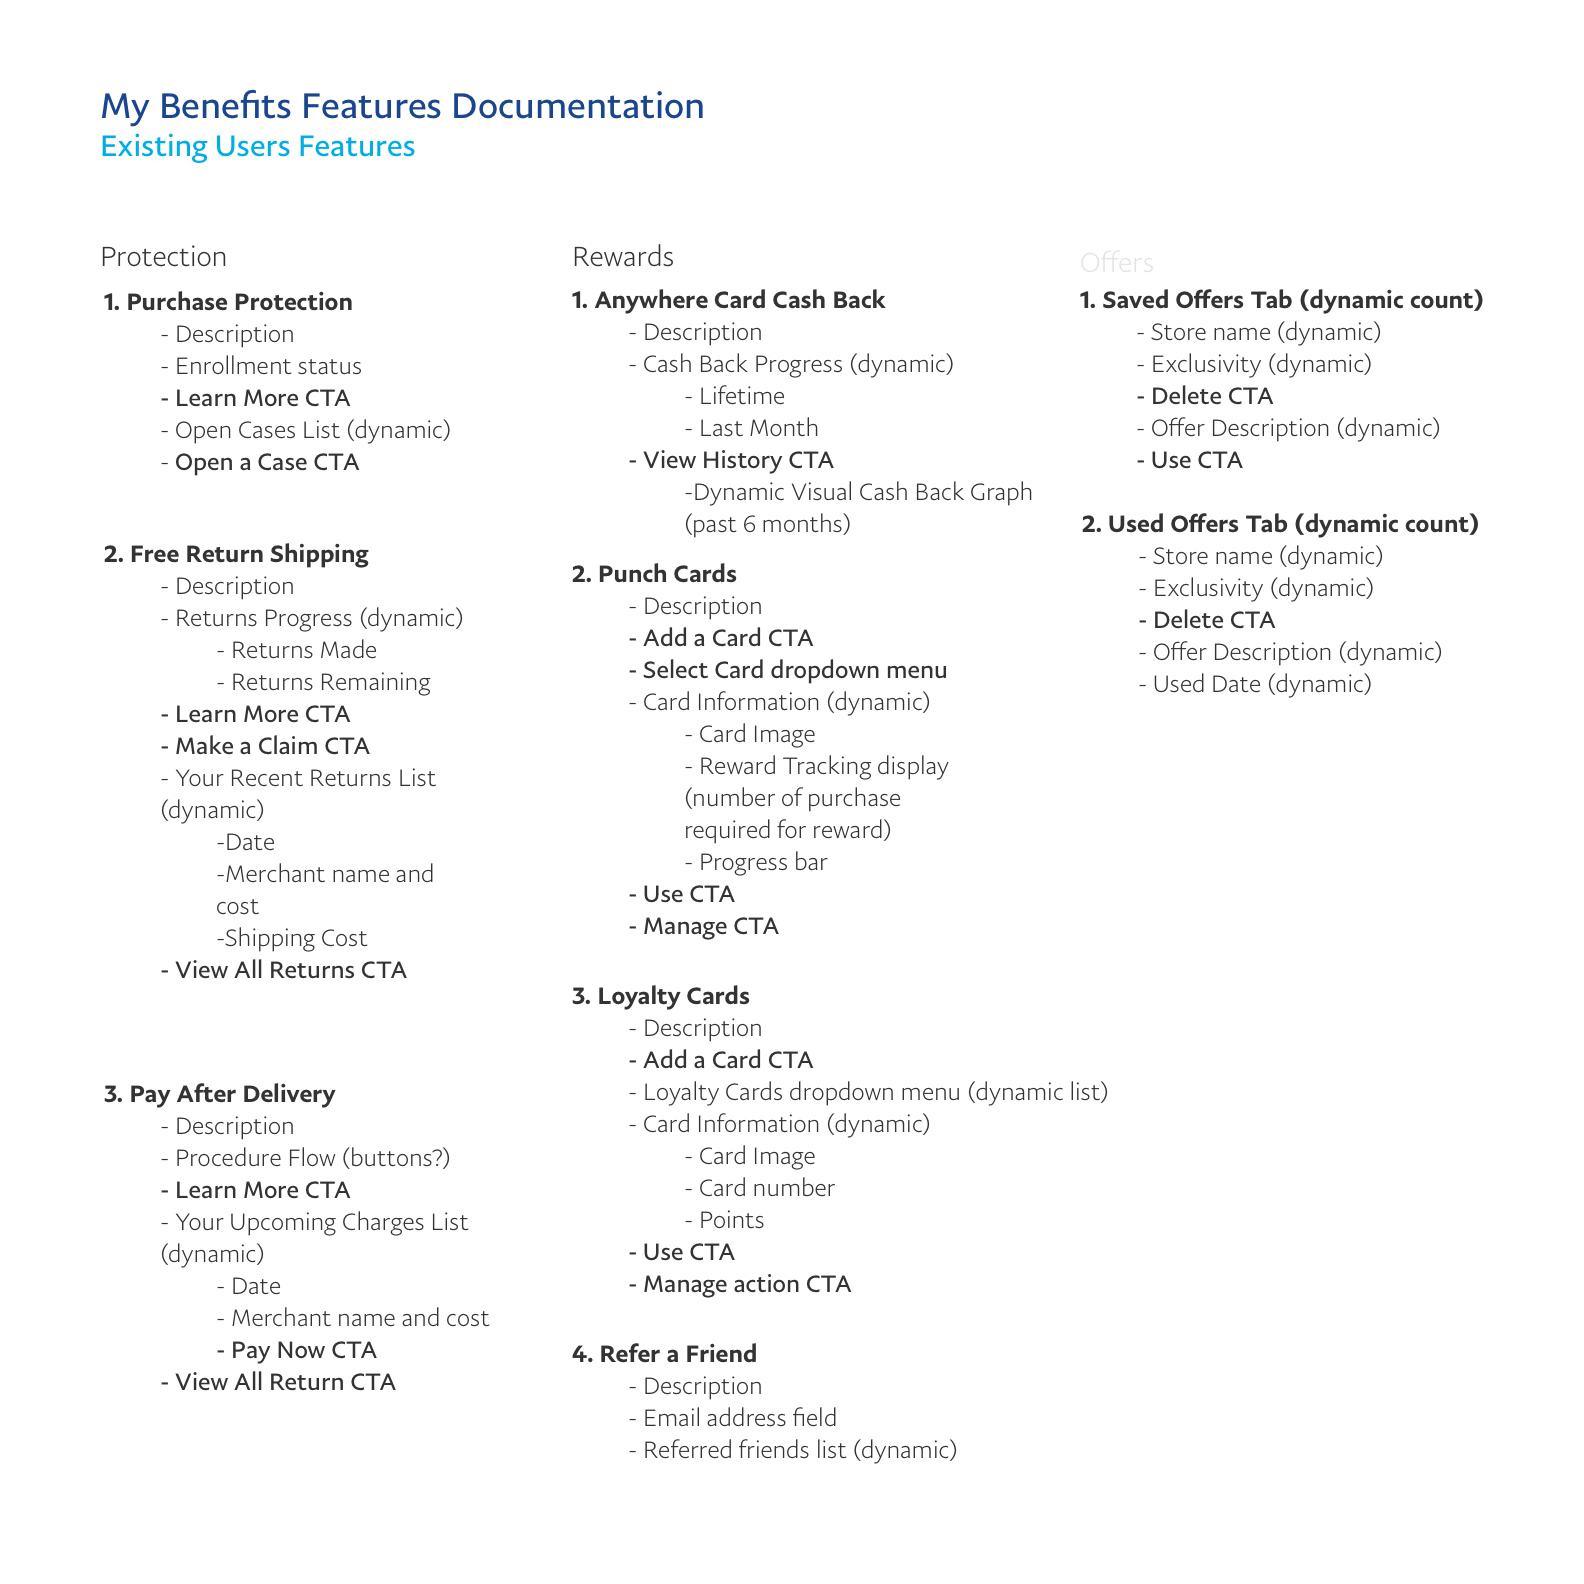 My Benefits Features Documentation
Existing Users Features
Protection
1. Purchase Protection
- Description
- Enrollment status
- Learn More CTA
- Open Cases List (dynamic)
- Open a Case CTA
2. Free Return Shipping
- Description
- Returns Progress (dynamic)
- Returns Made
- Returns Remaining
- Learn More CTA
- Make a Claim CTA
- Your Recent Returns List
(dynamic)
-Date
-Merchant name and
cost
-Shipping Cost
- View All Returns CTA
3. Pay After Delivery
- Description
- Procedure Flow (buttons?)
- Learn More CTA
- Your Upcoming Charges List
(dynamic)
- Date
- Merchant name and cost
- Pay Now CTA
- View All Return CTA
Rewards
1. Anywhere Card Cash Back
- Description
- Cash Back Progress (dynamic)
- Lifetime
- Last Month
- View History CTA
-Dynamic Visual Cash Back Graph
(past 6 months)
2. Punch Cards
- Description
- Add a Card CTA
- Select Card dropdown menu
- Card Information (dynamic)
- Card Image
- Reward Tracking display
(number of purchase
required for reward)
- Progress bar
- Use CTA
- Manage CTA
3. Loyalty Cards
- Description
- Add a Card CTA
- Loyalty Cards dropdown menu (dynamic list)
- Card Information (dynamic)
- Card Image
- Card number
- Points
- Use CTA
- Manage action CTA
4. Refer a Friend
- Description
- Email address field
- Referred friends list (dynamic)
Offers
1. Saved Offers Tab (dynamic count)
- Store name (dynamic)
- Exclusivity (dynamic)
- Delete CTA
- Offer Description (dynamic)
- Use CTA
2. Used Offers Tab (dynamic count)
- Store name (dynamic)
- Exclusivity (dynamic)
- Delete CTA
- Offer Description (dynamic)
- Used Date (dynamic)